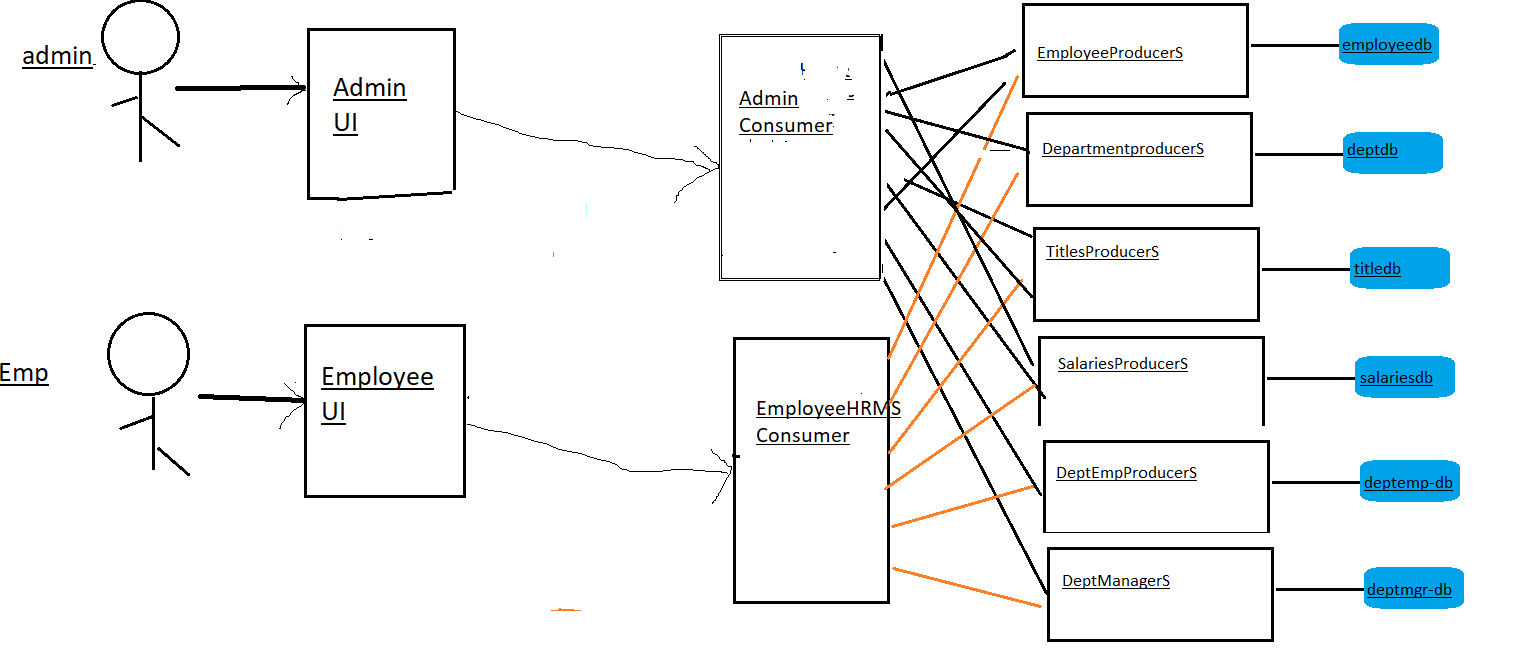 admin
Admin
UI
Admin
Consumer
EmployeeProducerS
employeedb
DepartmentproducerS
deptdb
TitlesProducerS
titledb
SalariesProducerS
salariesdb
Emp
Employee
UI
EmployeeHRMS
Consumer
DeptEmpProducerS
deptemp-db
DeptManagerS
deptmgr-db